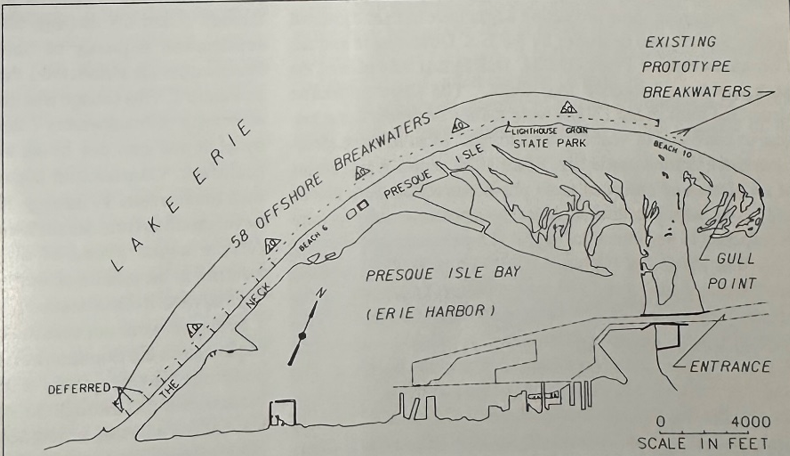 EXISTING
PROTOTYPE
BREAKWATERS
LAKE ERIE
58 OFFSHORE BREAKWATERS
LIGHTHOUSE GROIN
STATE PARK
BEACH 10
PRESQUE ISLE
BEACH 6
THE NECK
PRESQUE ISLE BAY
(ERIE HARBOR)
GULL
POINT
N
ENTRANCE
DEFERRED
0 4000
SCALE IN FEET